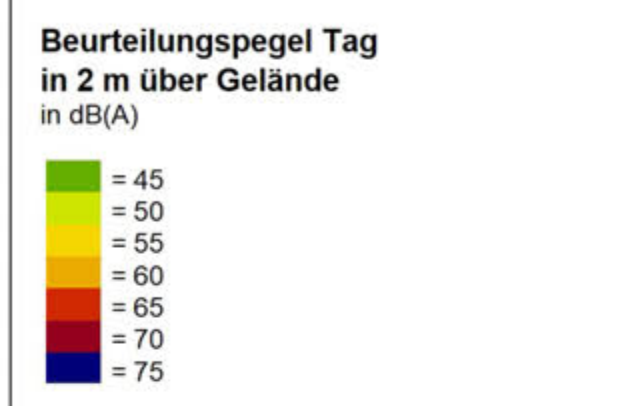 Beurteilungspegel Tag
in 2 m über Gelände
in dB(A)
= 45
= 50
= 55
= 60
= 65
= 70
= 75